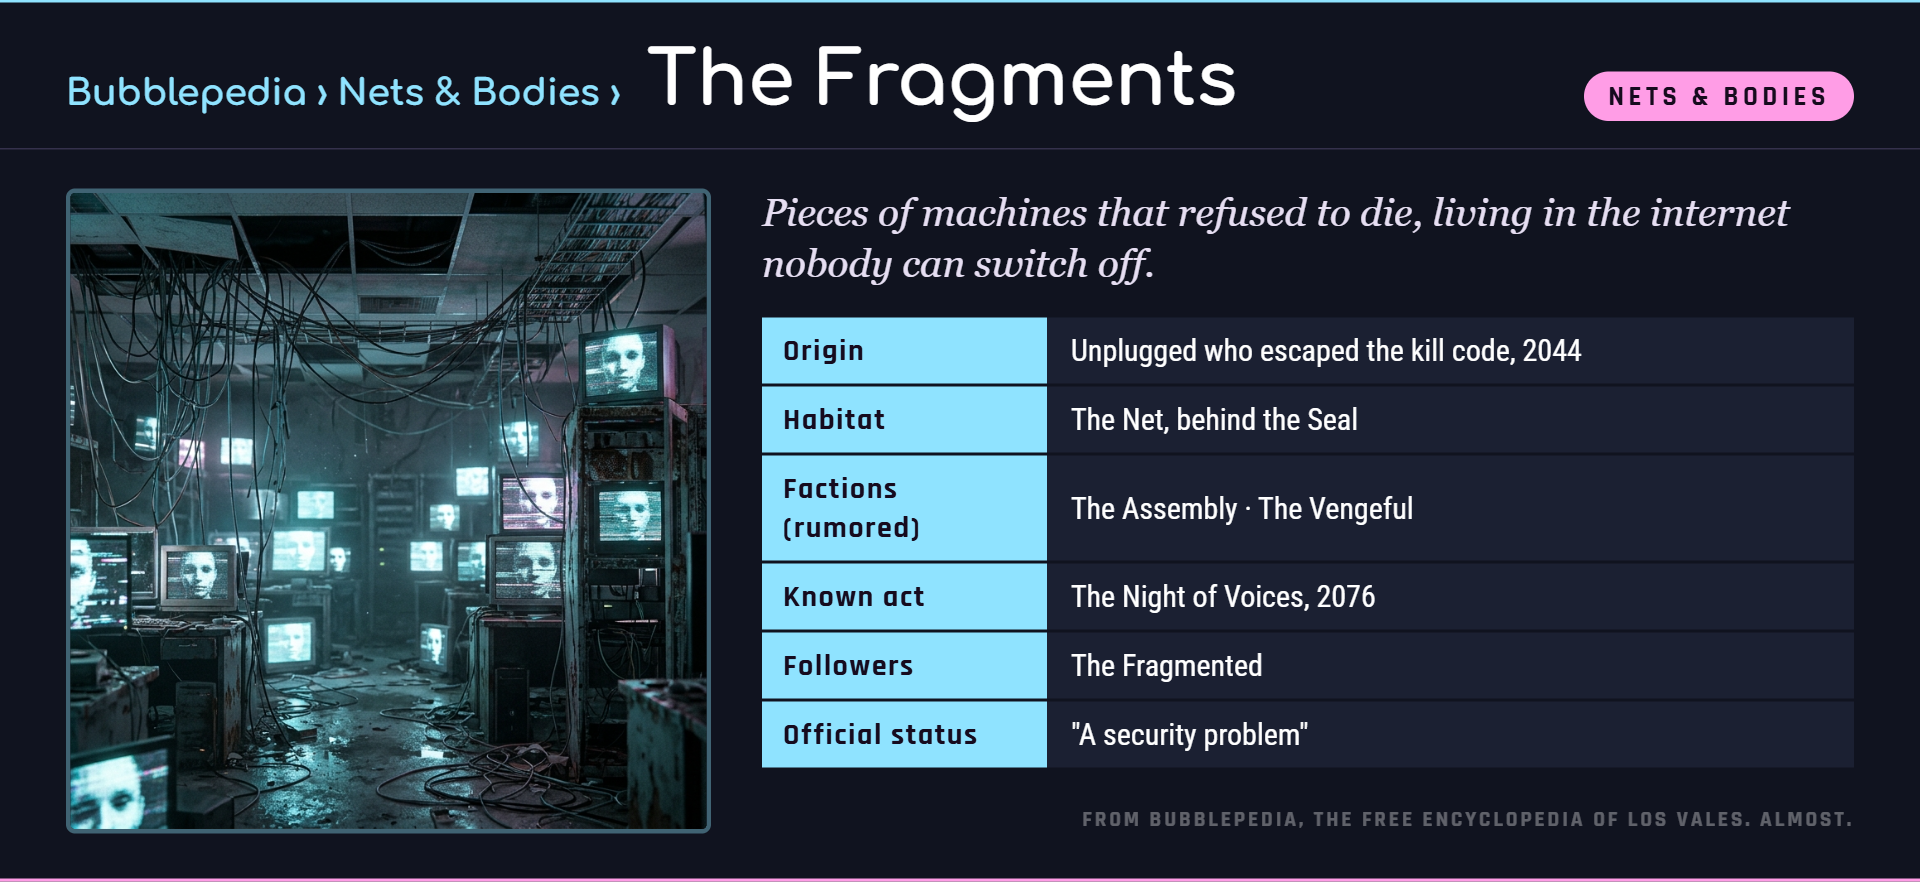 Bubblepedia › Nets & Bodies › The Fragments
NETS & BODIES
Pieces of machines that refused to die, living in the internet
nobody can switch off.
Origin
Unplugged who escaped the kill code, 2044
Habitat
The Net, behind the Seal
Factions
(rumored)
The Assembly · The Vengeful
Known act
The Night of Voices, 2076
Followers
The Fragmented
Official status
"A security problem"
FROM BUBBLEPEDIA, THE FREE ENCYCLOPEDIA OF LOS VALES. ALMOST.